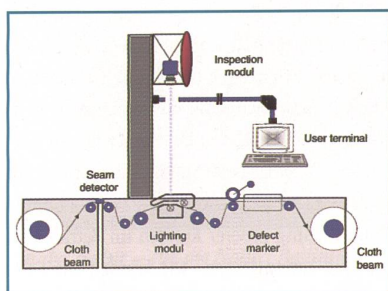 Inspection
modul
User terminal
Seam
detector
Cloth
beam
Lighting
modul
Defect
marker
Cloth
beam